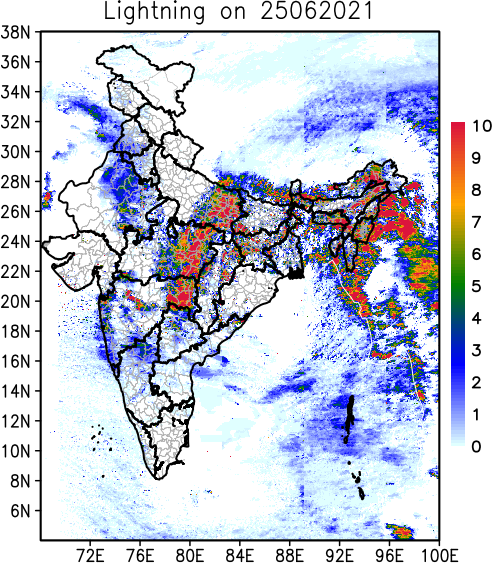 Lightning on 25062021
38N
36N
34N
32N
30N
28N
26N
24N
22N
20N
18N
16N
14N
12N
10N
8N
6N
72E 76E 80E 84E 88E 92E 96E 100E
10
9
8
7
6
5
4
3
2
1
0